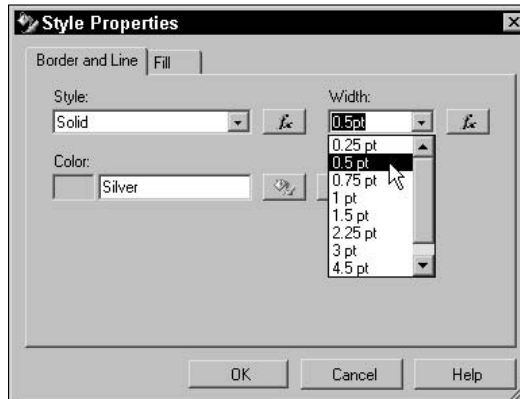 Style Properties
Border and Line
Fill
Style:
Width:
Solid
fx
0.5pt
fx
0.25 pt
0.5 pt
0.75 pt
1 pt
1.5 pt
2.25 pt
3 pt
4.5 pt
Color:
Silver
OK
Cancel
Help